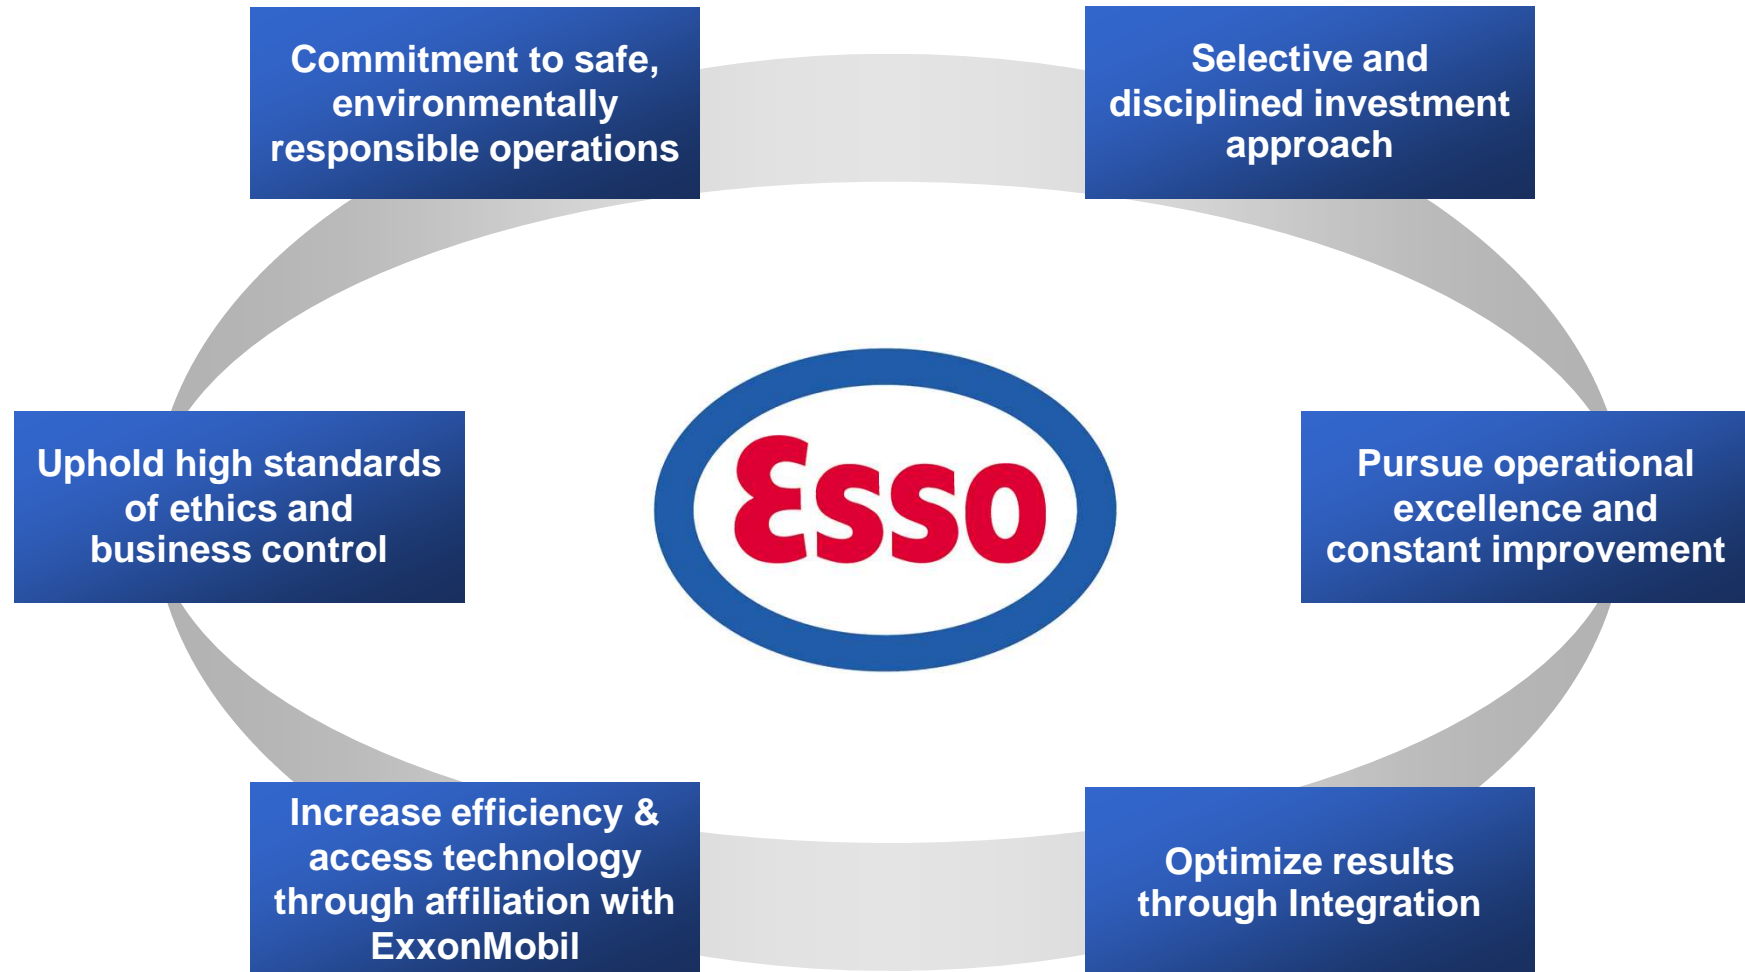 Commitment to safe,
environmentally
responsible operations
Selective and
disciplined investment
approach
Uphold high standards
of ethics and
business control
Esso
Pursue operational
excellence and
constant improvement
Increase efficiency &
access technology
through affiliation with
ExxonMobil
Optimize results
through Integration